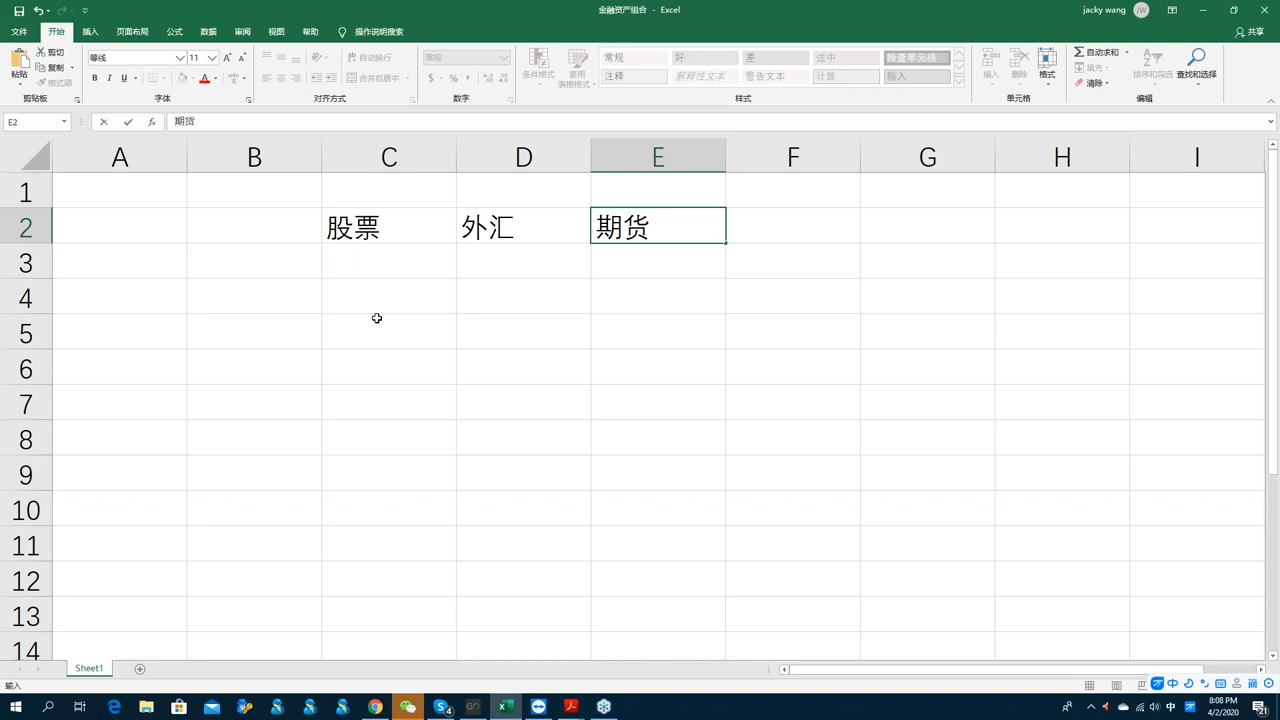 金融资产组合 - Excel
jacky wang
JW
文件 开始 插入 页面布局 公式 数据 审阅 视图 帮助 操作说明搜索
共享
粘贴
剪切
复制
格式刷
剪贴板
等线 11
B I U A
字体
自动换行
合并后居中
对齐方式
常规
$ %
数字
条件格式
套用
表格格式
常规 好 差 适中 检查单元格
注释 解释性文本 警告文本 计算 输入
样式
插入 删除 格式
单元格
自动求和
填充
清除
排序和筛选 查找和选择
编辑
E2 fx 期货
A B C D E F G H I
1
2 股票 外汇 期货
3
4
5
6
7
8
9
10
11
12
13
14
Sheet1
输入
中 简
4
GO
中
8:08 PM
4/2/2020
21